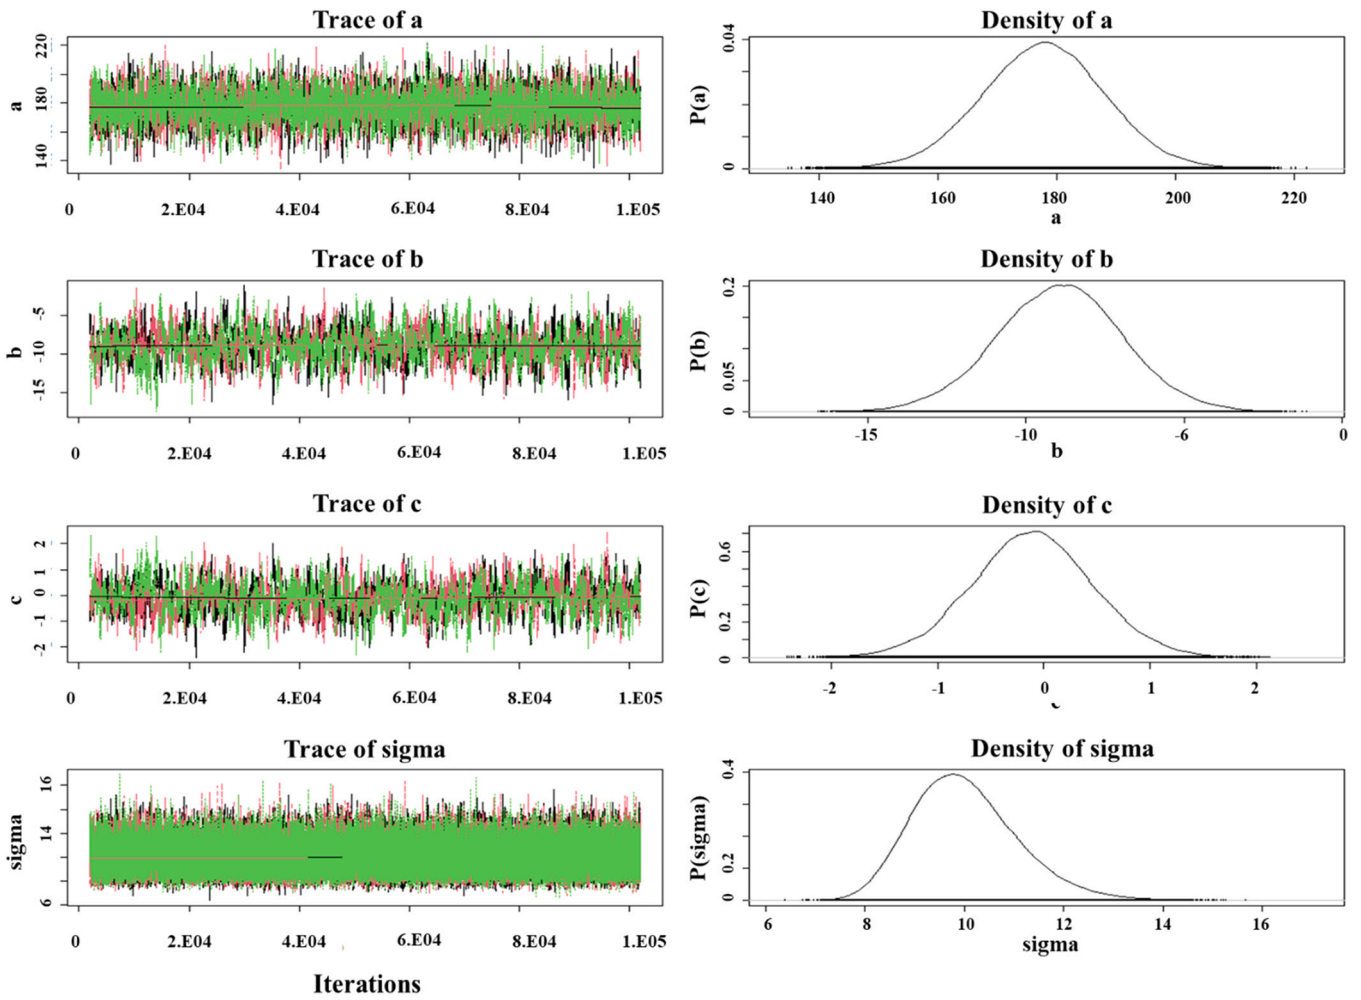 Trace of a
220
180
140
a
0 2.E04 4.E04 6.E04 8.E04 1.E05
Density of a
0.04
0
P(a)
140 160 180 200 220
a
Trace of b
-5
-10
-15
b
0 2.E04 4.E04 6.E04 8.E04 1.E05
Density of b
0.2
0.05
0
P(b)
-15 -10 -6 0
b
Trace of c
2
1
0
-1
-2
c
0 2.E04 4.E04 6.E04 8.E04 1.E05
Density of c
0.6
0.2
0
P(c)
-2 -1 0 1 2
Trace of sigma
16
14
6
sigma
0 2.E04 4.E04 6.E04 8.E04 1.E05
Iterations
Density of sigma
0.4
0.2
0
P(sigma)
6 8 10 12 14 16
sigma